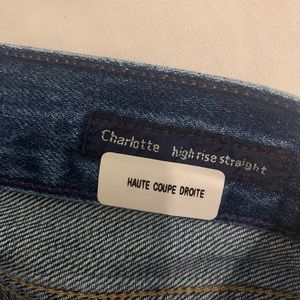 Charlotte high rise straight
HAUTE COUPE DROITE